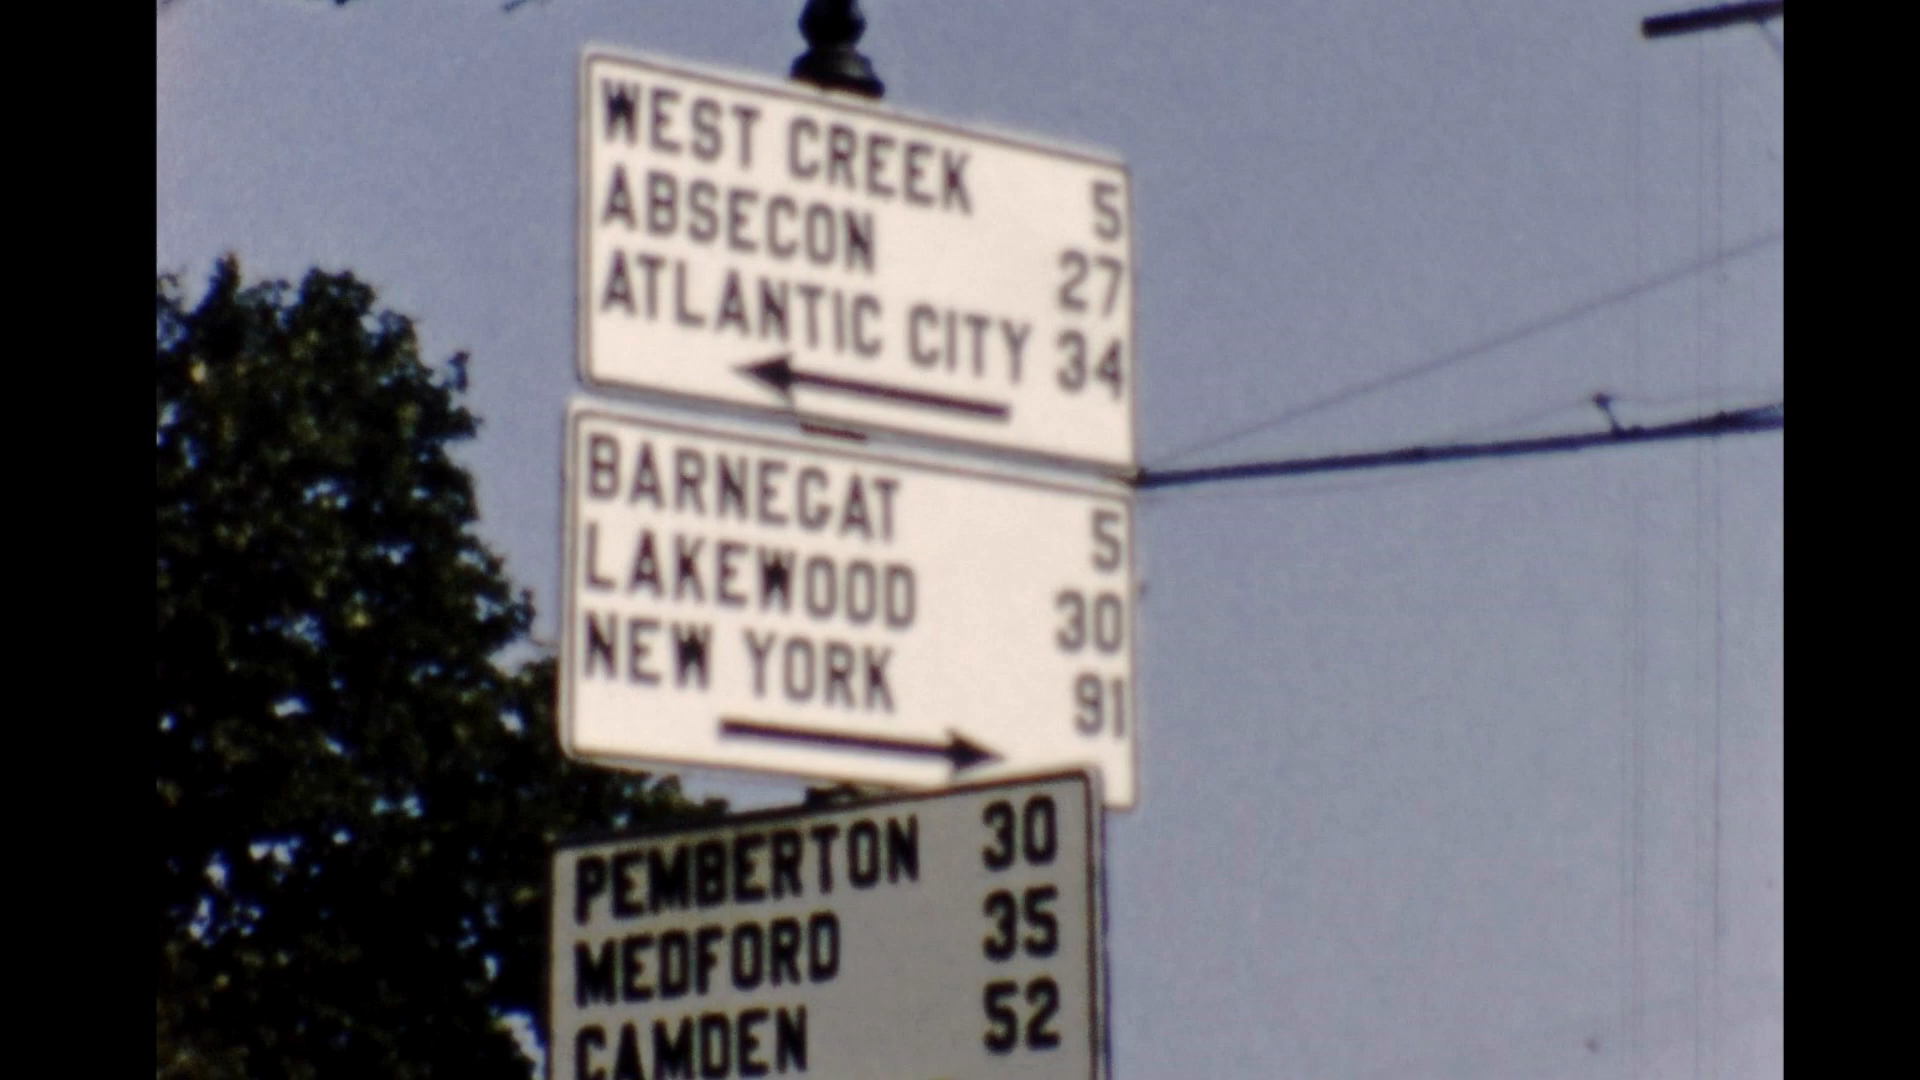 WEST CREEK 5
ABSECON 27
ATLANTIC CITY 34
BARNEGAT 5
LAKEWOOD 30
NEW YORK 91
PEMBERTON 30
MEDFORD 35
CAMDEN 52